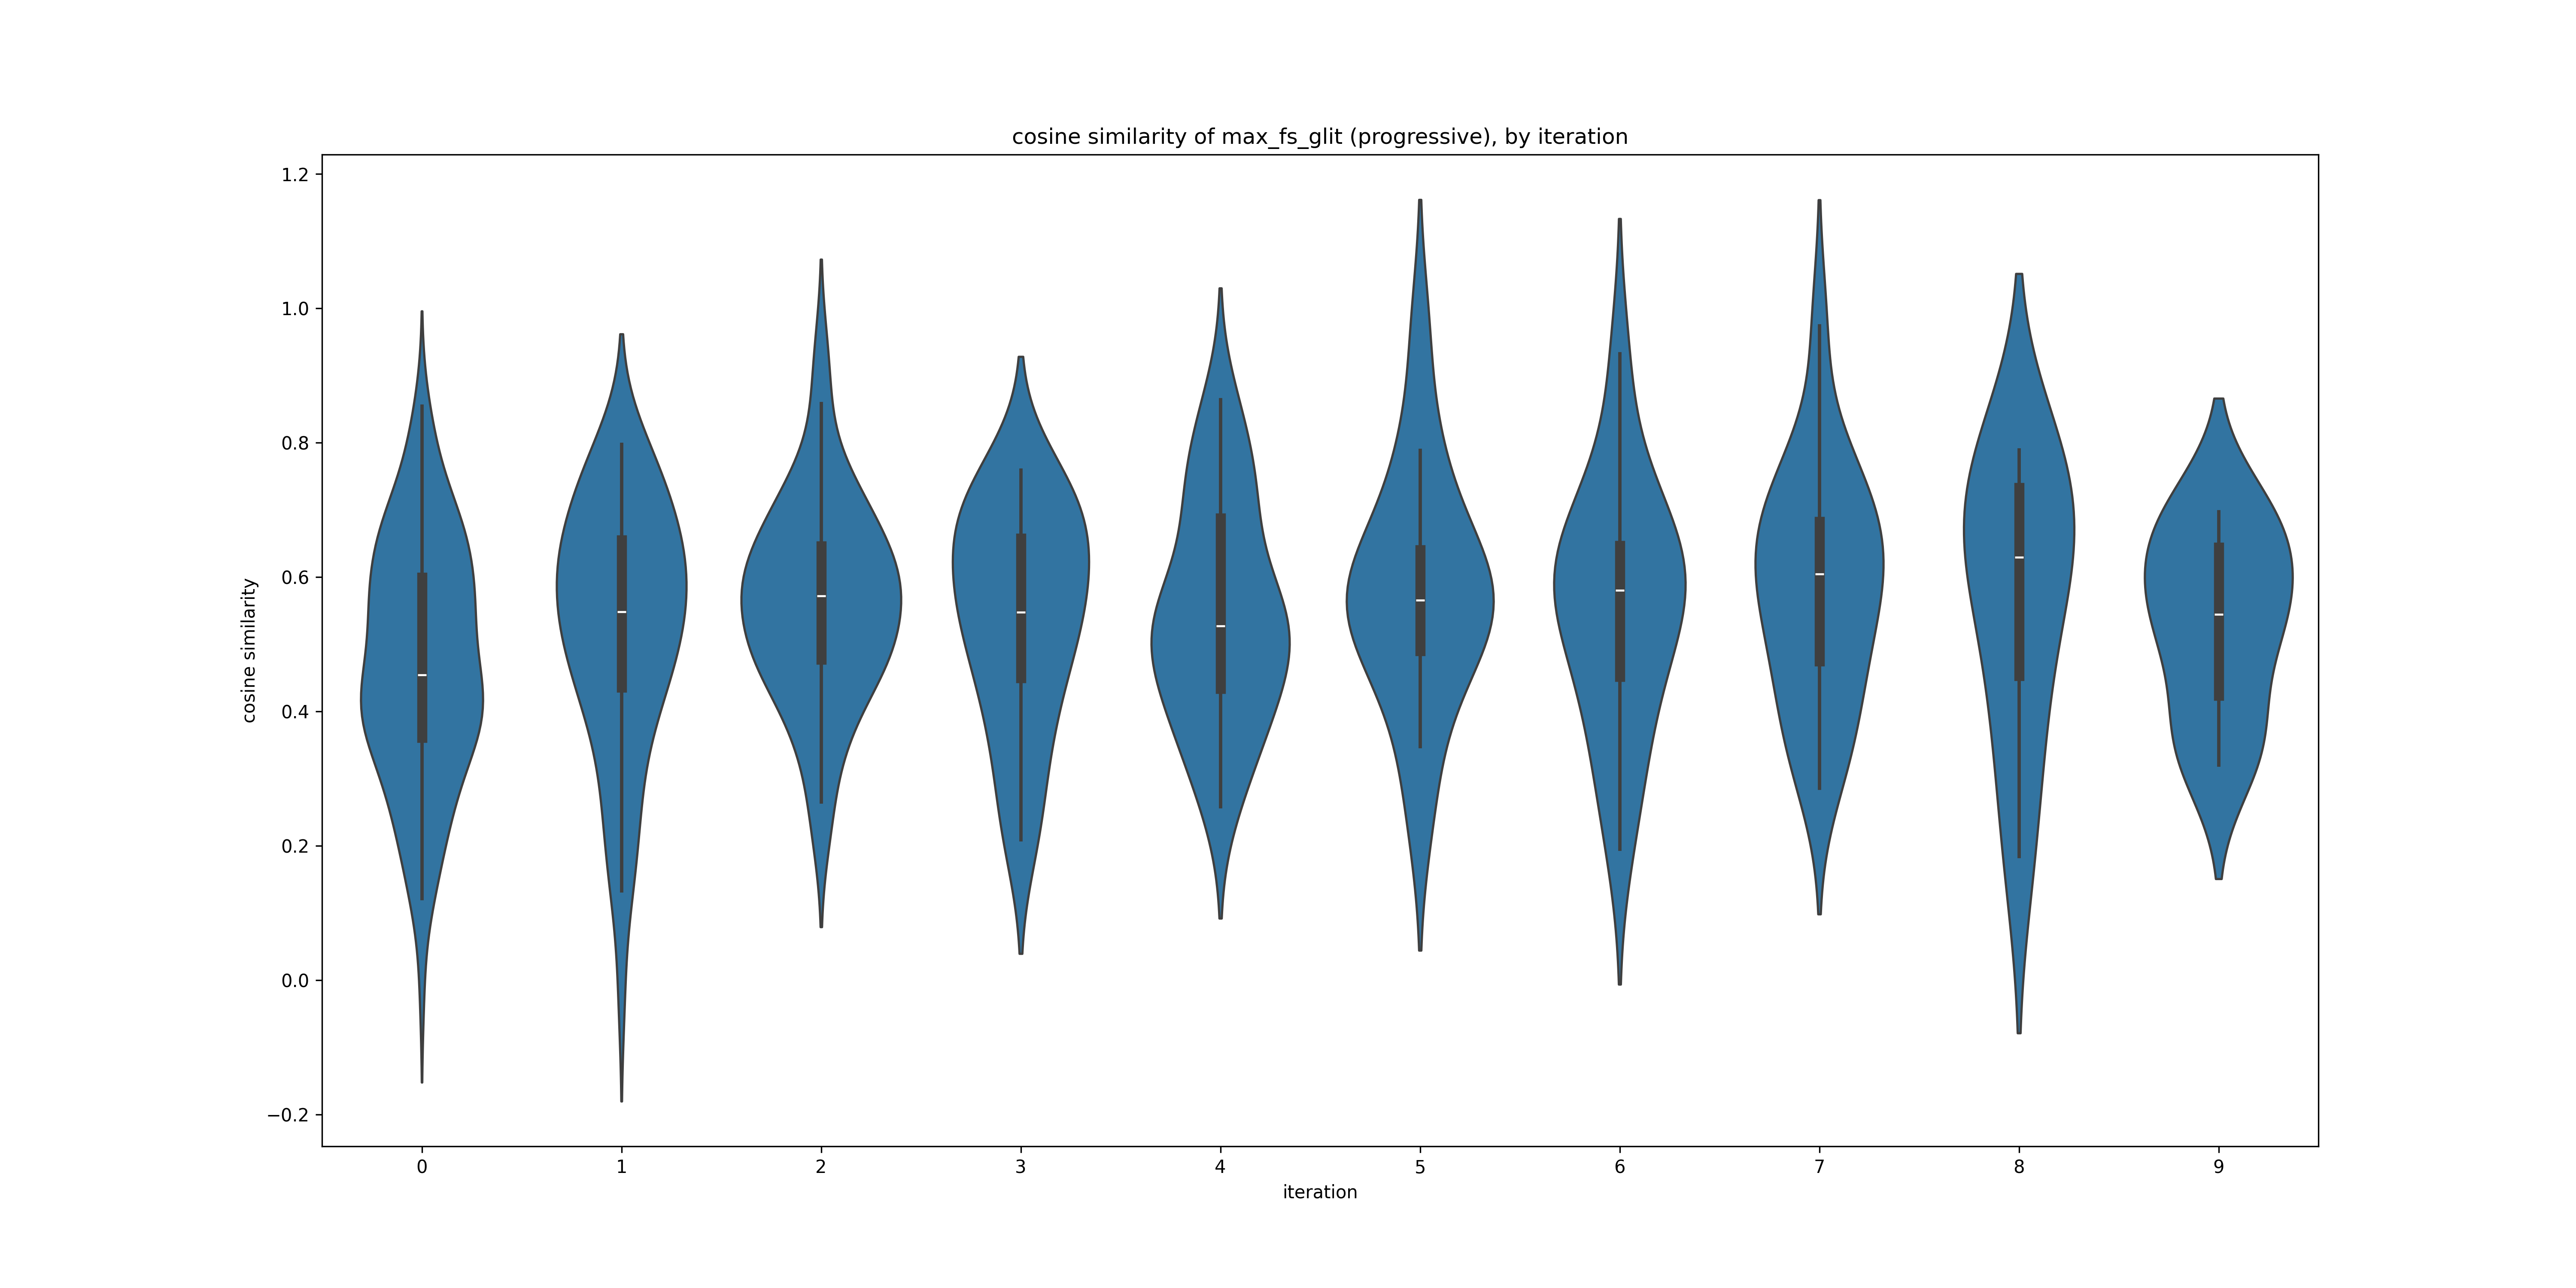 cosine similarity of max_fs_glit (progressive), by iteration
1.2
1.0
0.8
0.6
0.4
0.2
0.0
−0.2
cosine similarity
0 1 2 3 4 5 6 7 8 9
iteration